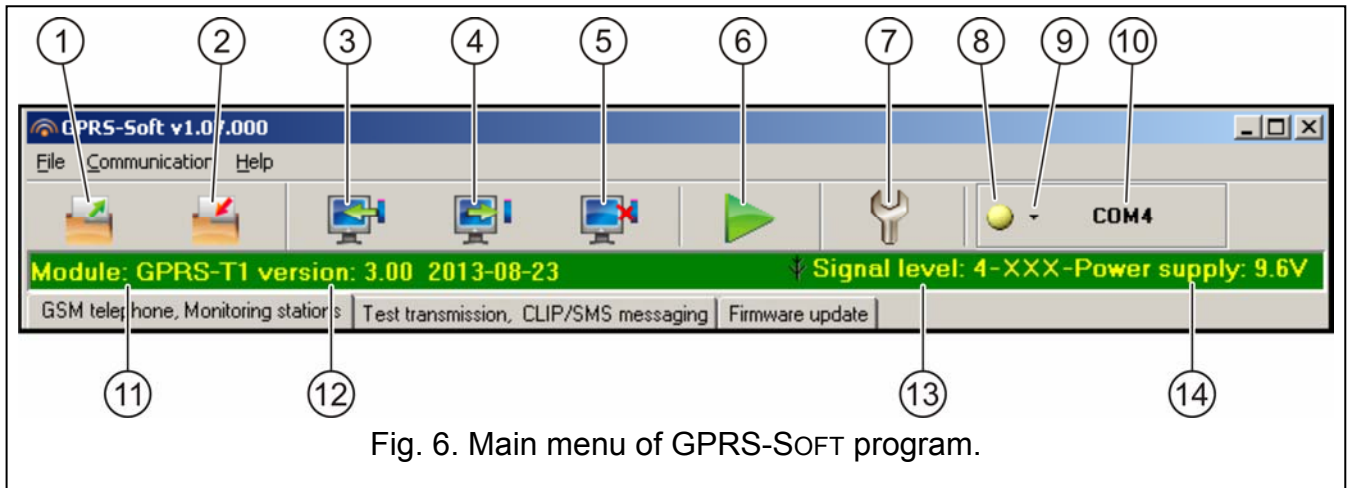 1 2 3 4 5 6 7 8 9 10
GPRS-Soft v1.07.000
File Communication Help
COM4
Module: GPRS-T1 version: 3.00 2013-08-23 Signal level: 4-XXX-Power supply: 9.6V
GSM telephone, Monitoring stations Test transmission, CLIP/SMS messaging Firmware update
11 12 13 14
Fig. 6. Main menu of GPRS-SOFT program.